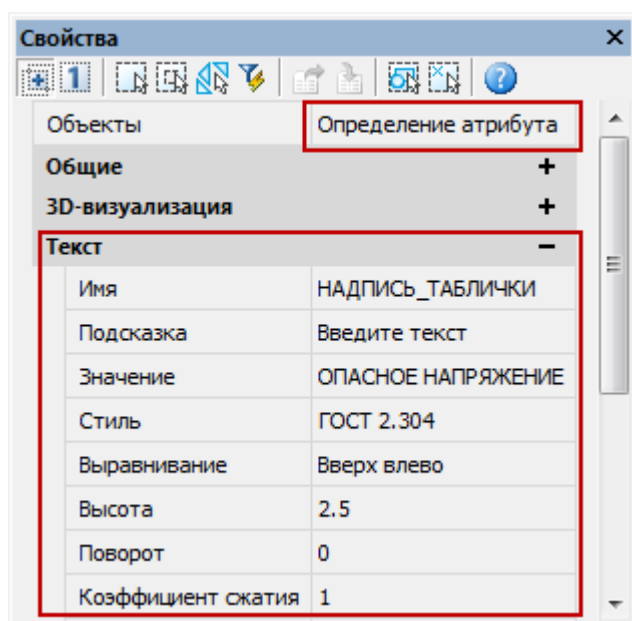 Свойства
1
Объекты Определение атрибута
Общие +
3D-визуализация +
Текст −
Имя НАДПИСЬ_ТАБЛИЧКИ
Подсказка Введите текст
Значение ОПАСНОЕ НАПРЯЖЕНИЕ
Стиль ГОСТ 2.304
Выравнивание Вверх влево
Высота 2.5
Поворот 0
Коэффициент сжатия 1